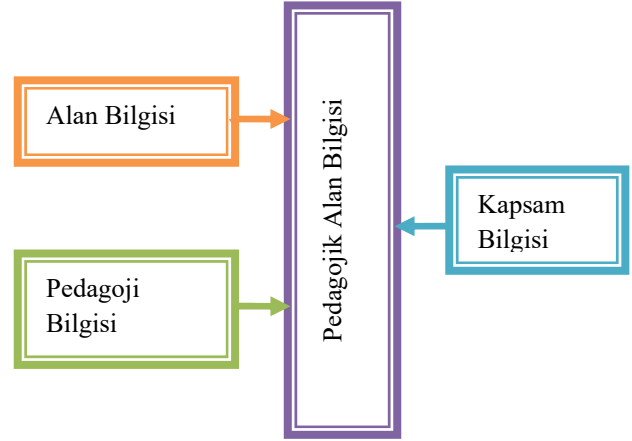 Alan Bilgisi
Pedagoji
Bilgisi
Pedagojik Alan Bilgisi
Kapsam
Bilgisi